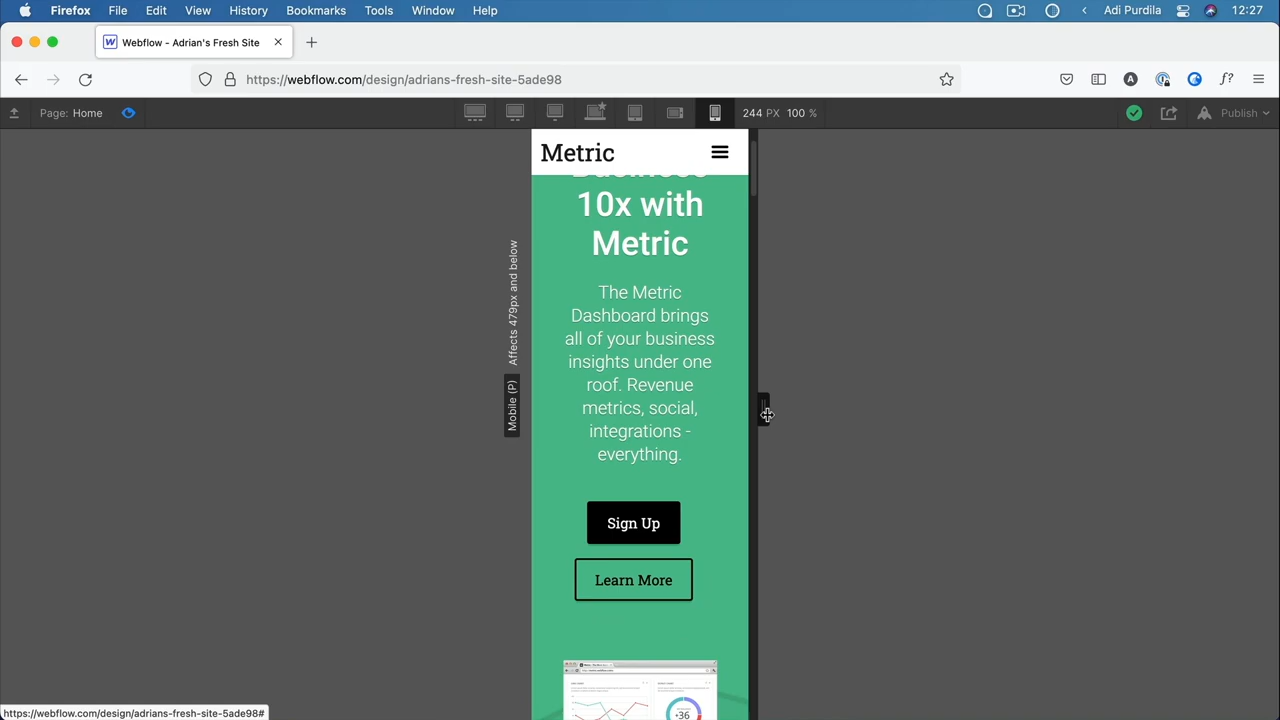 Firefox File Edit View History Bookmarks Tools Window Help Adi Purdila 12:27
Webflow - Adrian's Fresh Site
https://webflow.com/design/adrians-fresh-site-5ade98
Page: Home 244 PX 100 % Publish
Metric
10x with
Metric
The Metric
Dashboard brings
all of your business
insights under one
roof. Revenue
metrics, social,
integrations -
everything.
Sign Up
Learn More
Affects 479px and below
Mobile (P)
+36
https://webflow.com/design/adrians-fresh-site-5ade98#